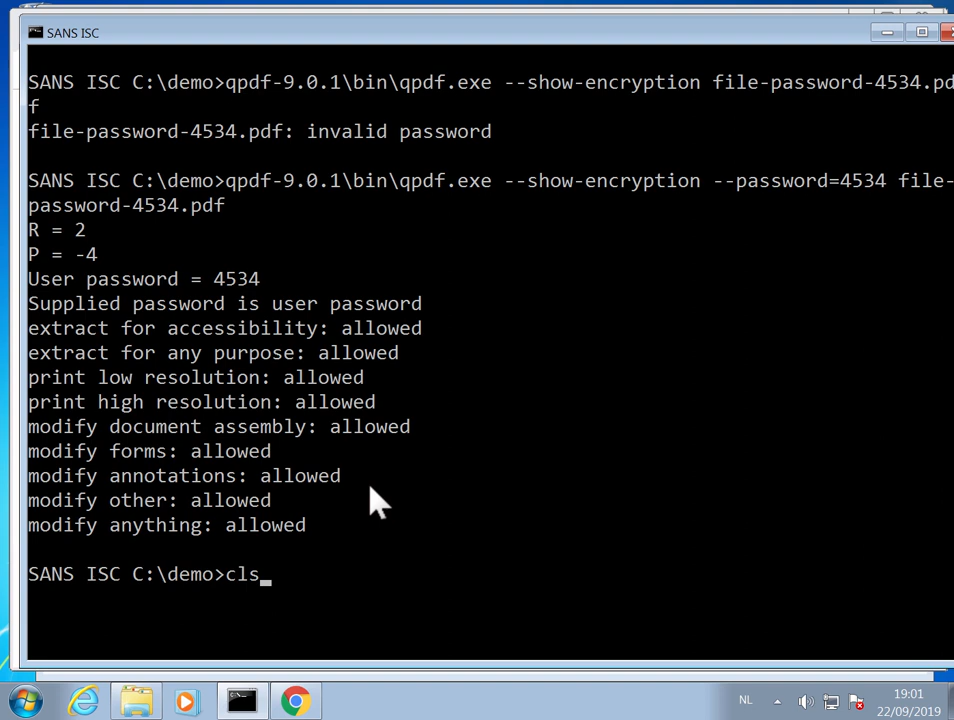 SANS ISC
SANS ISC C:\demo>qpdf-9.0.1\bin\qpdf.exe --show-encryption file-password-4534.pd
f
file-password-4534.pdf: invalid password
SANS ISC C:\demo>qpdf-9.0.1\bin\qpdf.exe --show-encryption --password=4534 file-
password-4534.pdf
R = 2
P = -4
User password = 4534
Supplied password is user password
extract for accessibility: allowed
extract for any purpose: allowed
print low resolution: allowed
print high resolution: allowed
modify document assembly: allowed
modify forms: allowed
modify annotations: allowed
modify other: allowed
modify anything: allowed
SANS ISC C:\demo>cls_
NL
19:01
22/09/2019